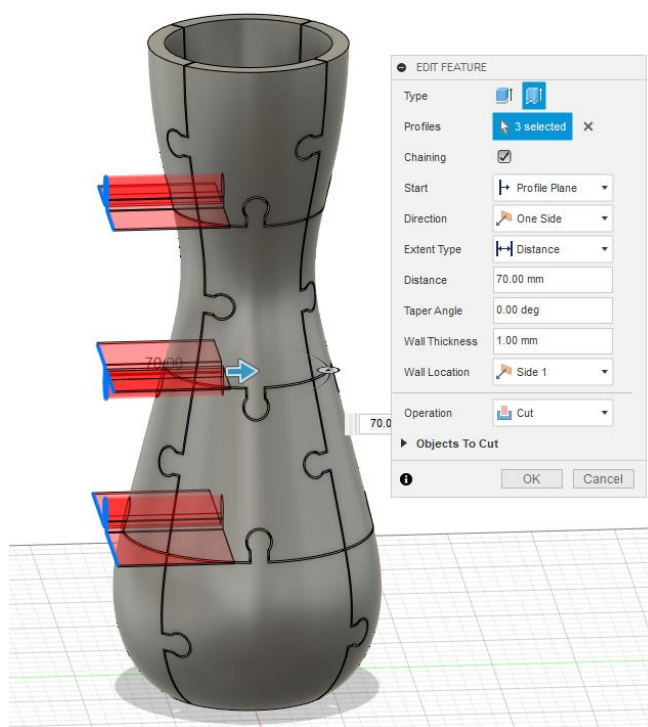 EDIT FEATURE
Type
Profiles 3 selected
Chaining
Start Profile Plane
Direction One Side
Extent Type Distance
Distance 70.00 mm
Taper Angle 0.00 deg
Wall Thickness 1.00 mm
Wall Location Side 1
Operation Cut
Objects To Cut
OK Cancel
70.00
70.0